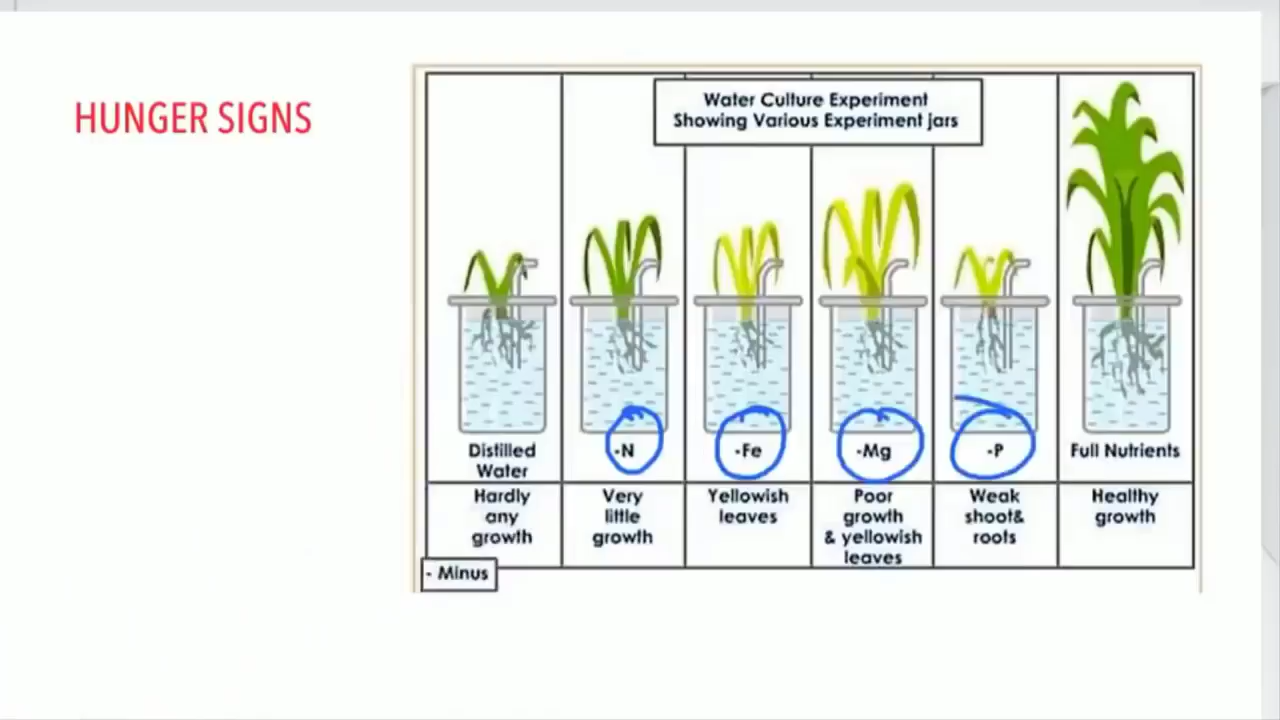 HUNGER SIGNS
Water Culture Experiment
Showing Various Experiment jars
Distilled
Water
-N
-Fe
-Mg
-P
Full Nutrients
Hardly
any
growth
Very
little
growth
Yellowish
leaves
Poor
growth
& yellowish
leaves
Weak
shoot&
roots
Healthy
growth
- Minus